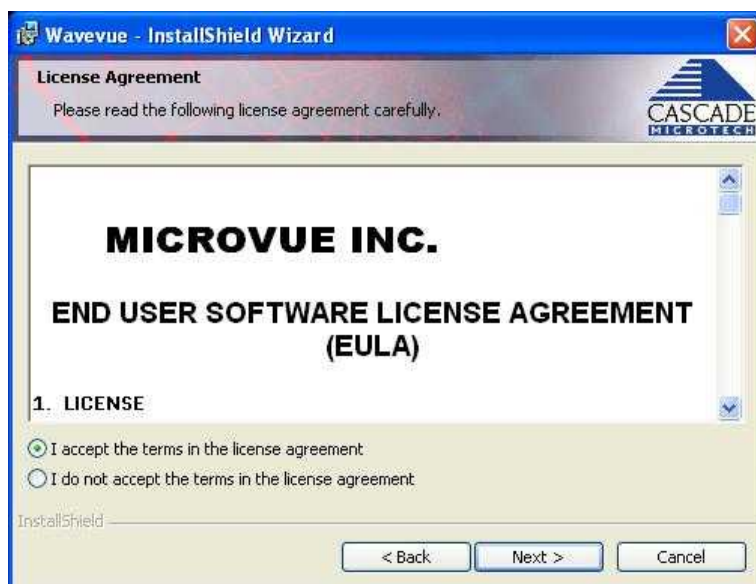 Wavevue - InstallShield Wizard
License Agreement
Please read the following license agreement carefully.
CASCADE
MICROTECH
MICROVUE INC.
END USER SOFTWARE LICENSE AGREEMENT
(EULA)
1. LICENSE
I accept the terms in the license agreement
I do not accept the terms in the license agreement
InstallShield
< Back
Next >
Cancel